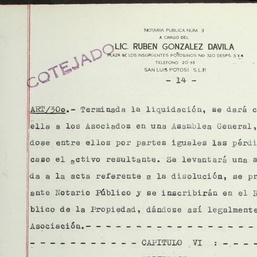 NOTARIA PUBLICA NUM. 3
A CARGO DEL
LIC. RUBEN GONZALEZ DAVILA
PLAZA DE LOS INSURGENTES POTOSINOS NO. 120 DESPS. 3 Y 4
TELEFONO 20-18
SAN LUIS POTOSI, S.L.P.
COTEJADO
- 14 -
ART/30o.- Terminada la liquidación, se dará c
ella a los Asociados en una Asamblea General,
dose entre ellos por partes iguales las pérdi
caso el activo resultante. Se levantará una a
da a la acta referente a la disolución, se pr
ante Notario Público y se inscribirán en el R
blico de la Propiedad, dándose así legalmente
Asociación.- - - - - - - - - - - - - - - - -
- - - - - - - - - CAPITULO VI : - - - - -